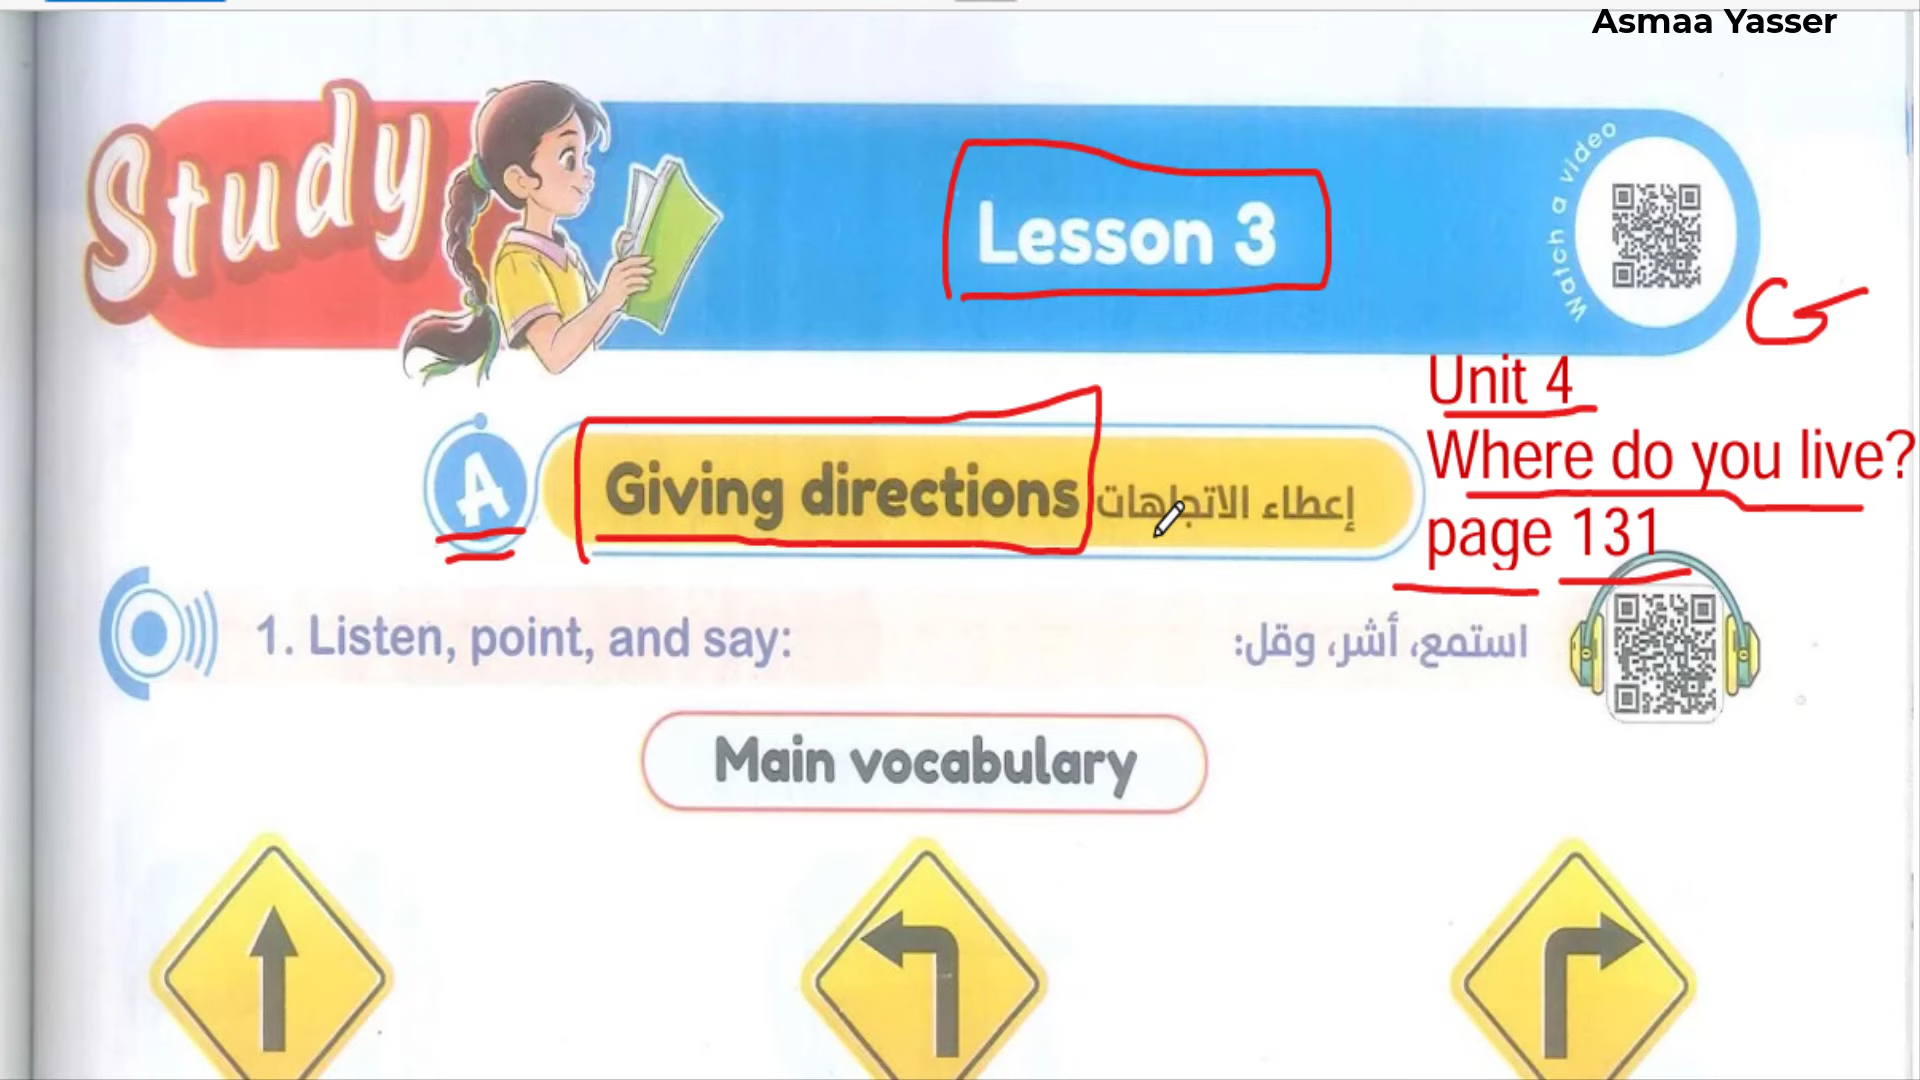 Asmaa Yasser
Study
Lesson 3
Watch a video
Unit 4
Where do you live?
page 131
A
Giving directions إعطاء الاتجاهات
1. Listen, point, and say:
استمع، أشر، وقل:
Main vocabulary